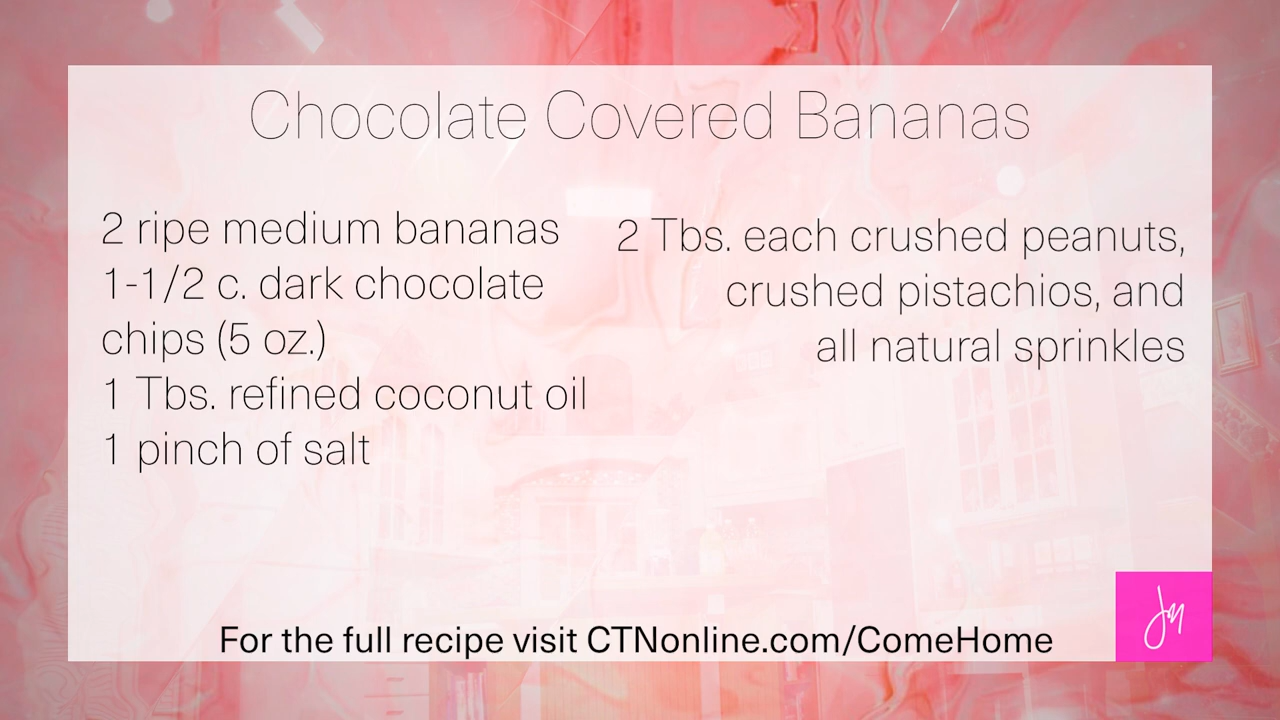 Chocolate Covered Bananas
2 ripe medium bananas
1-1/2 c. dark chocolate
chips (5 oz.)
1 Tbs. refined coconut oil
1 pinch of salt
2 Tbs. each crushed peanuts,
crushed pistachios, and
all natural sprinkles
For the full recipe visit CTNonline.com/ComeHome